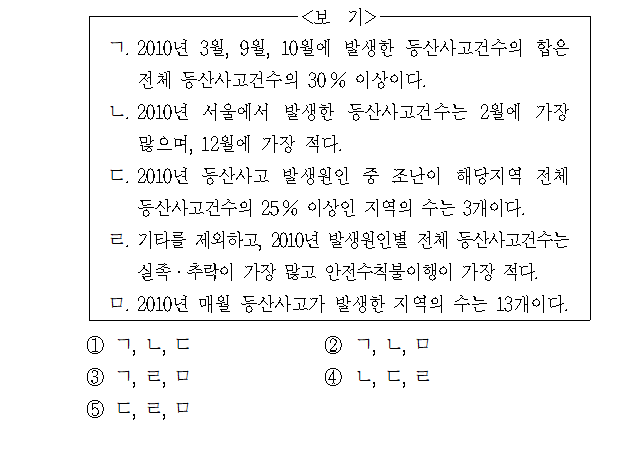 <보 기>
ㄱ. 2010년 3월, 9월, 10월에 발생한 등산사고건수의 합은
전체 등산사고건수의 30% 이상이다.
ㄴ. 2010년 서울에서 발생한 등산사고건수는 2월에 가장
많으며, 12월에 가장 적다.
ㄷ. 2010년 등산사고 발생원인 중 조난이 해당지역 전체
등산사고건수의 25% 이상인 지역의 수는 3개이다.
ㄹ. 기타를 제외하고, 2010년 발생원인별 전체 등산사고건수는
실족·추락이 가장 많고 안전수칙불이행이 가장 적다.
ㅁ. 2010년 매월 등산사고가 발생한 지역의 수는 13개이다.
① ㄱ, ㄴ, ㄷ ② ㄱ, ㄴ, ㅁ
③ ㄱ, ㄹ, ㅁ ④ ㄴ, ㄷ, ㄹ
⑤ ㄷ, ㄹ, ㅁ